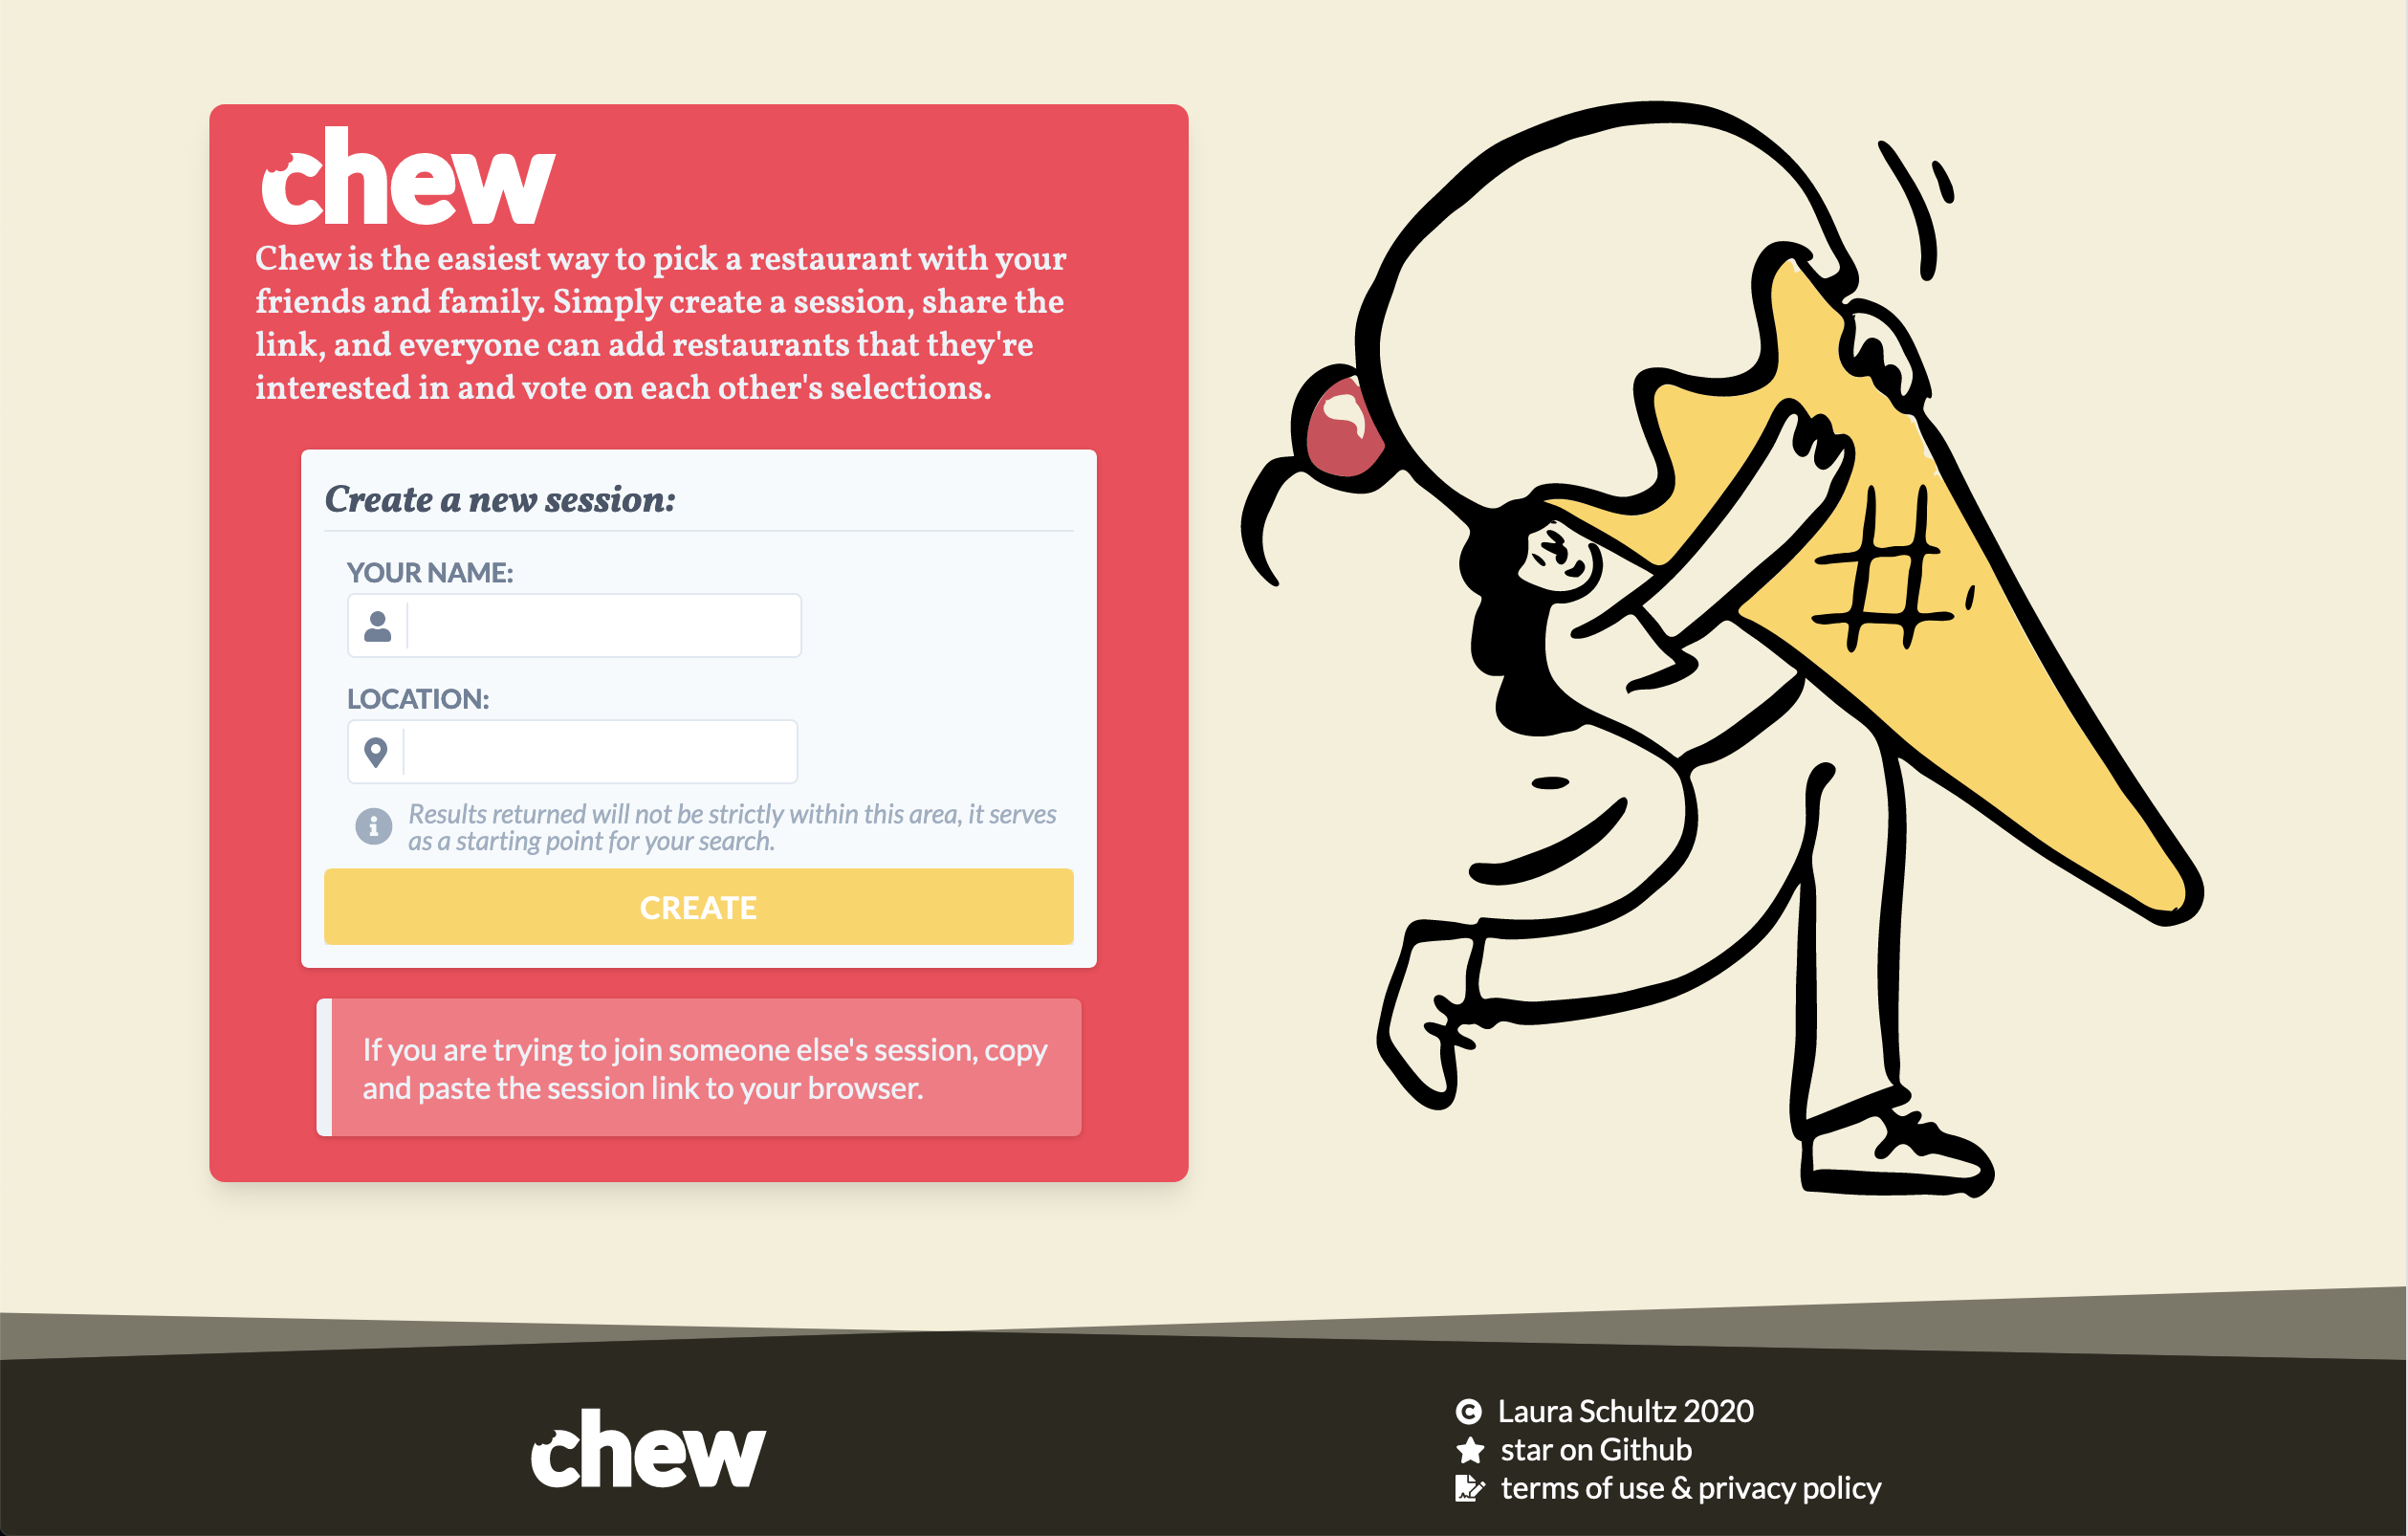 chew
Chew is the easiest way to pick a restaurant with your
friends and family. Simply create a session, share the
link, and everyone can add restaurants that they're
interested in and vote on each other's selections.
Create a new session:
YOUR NAME:
LOCATION:
Results returned will not be strictly within this area, it serves
as a starting point for your search.
CREATE
If you are trying to join someone else's session, copy
and paste the session link to your browser.
chew
Laura Schultz 2020
star on Github
terms of use & privacy policy